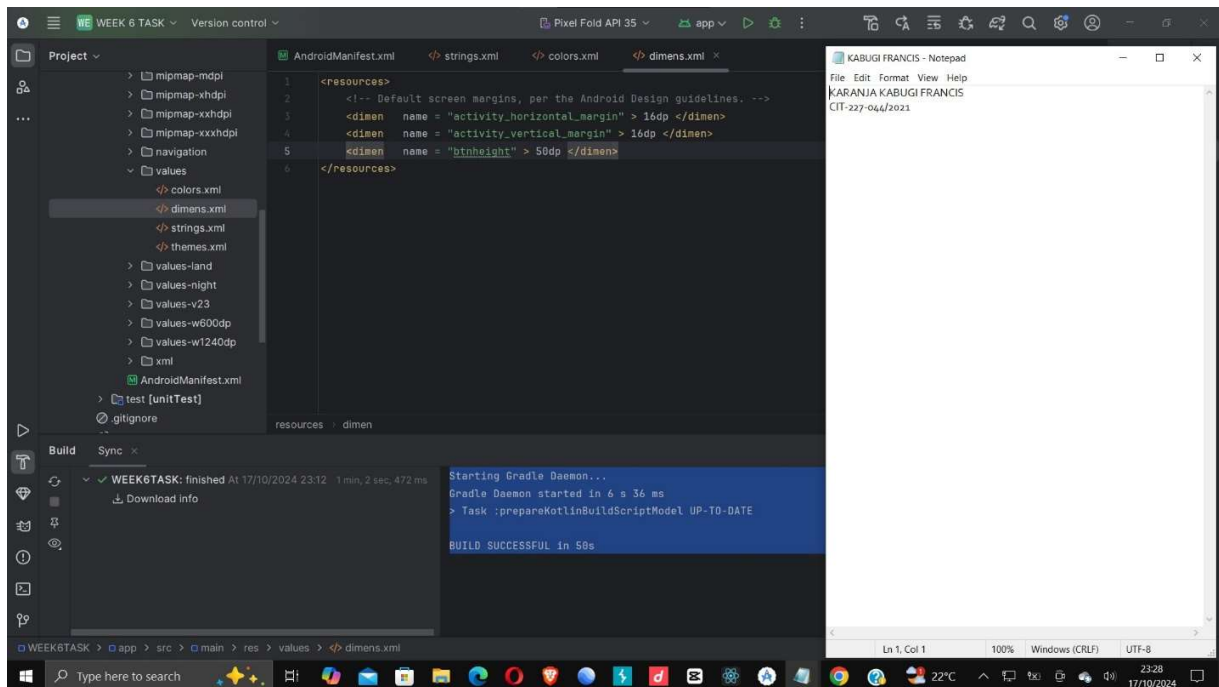 WE WEEK 6 TASK Version control Pixel Fold API 35 app
Project
mipmap-mdpi
mipmap-xhdpi
mipmap-xxhdpi
mipmap-xxxhdpi
navigation
values
</> colors.xml
</> dimens.xml
</> strings.xml
</> themes.xml
values-land
values-night
values-v23
values-w600dp
values-w1240dp
xml
AndroidManifest.xml
test [unitTest]
.gitignore
AndroidManifest.xml </> strings.xml </> colors.xml </> dimens.xml
1 <resources>
2 <!-- Default screen margins, per the Android Design guidelines. -->
3 <dimen name = "activity_horizontal_margin" > 16dp </dimen>
4 <dimen name = "activity_vertical_margin" > 16dp </dimen>
5 <dimen name = "btnheight" > 50dp </dimen>
6 </resources>
resources > dimen
KABUGI FRANCIS - Notepad
File Edit Format View Help
KARANJA KABUGI FRANCIS
CIT-227-044/2021
Ln 1, Col 1 100% Windows (CRLF) UTF-8
Build Sync
WEEK6TASK: finished At 17/10/2024 23:12 1 min, 2 sec, 472 ms
Download info
Starting Gradle Daemon...
Gradle Daemon started in 6 s 36 ms
> Task :prepareKotlinBuildScriptModel UP-TO-DATE
BUILD SUCCESSFUL in 50s
WEEK6TASK > app > src > main > res > values > </> dimens.xml
Type here to search
22°C
23:28
17/10/2024